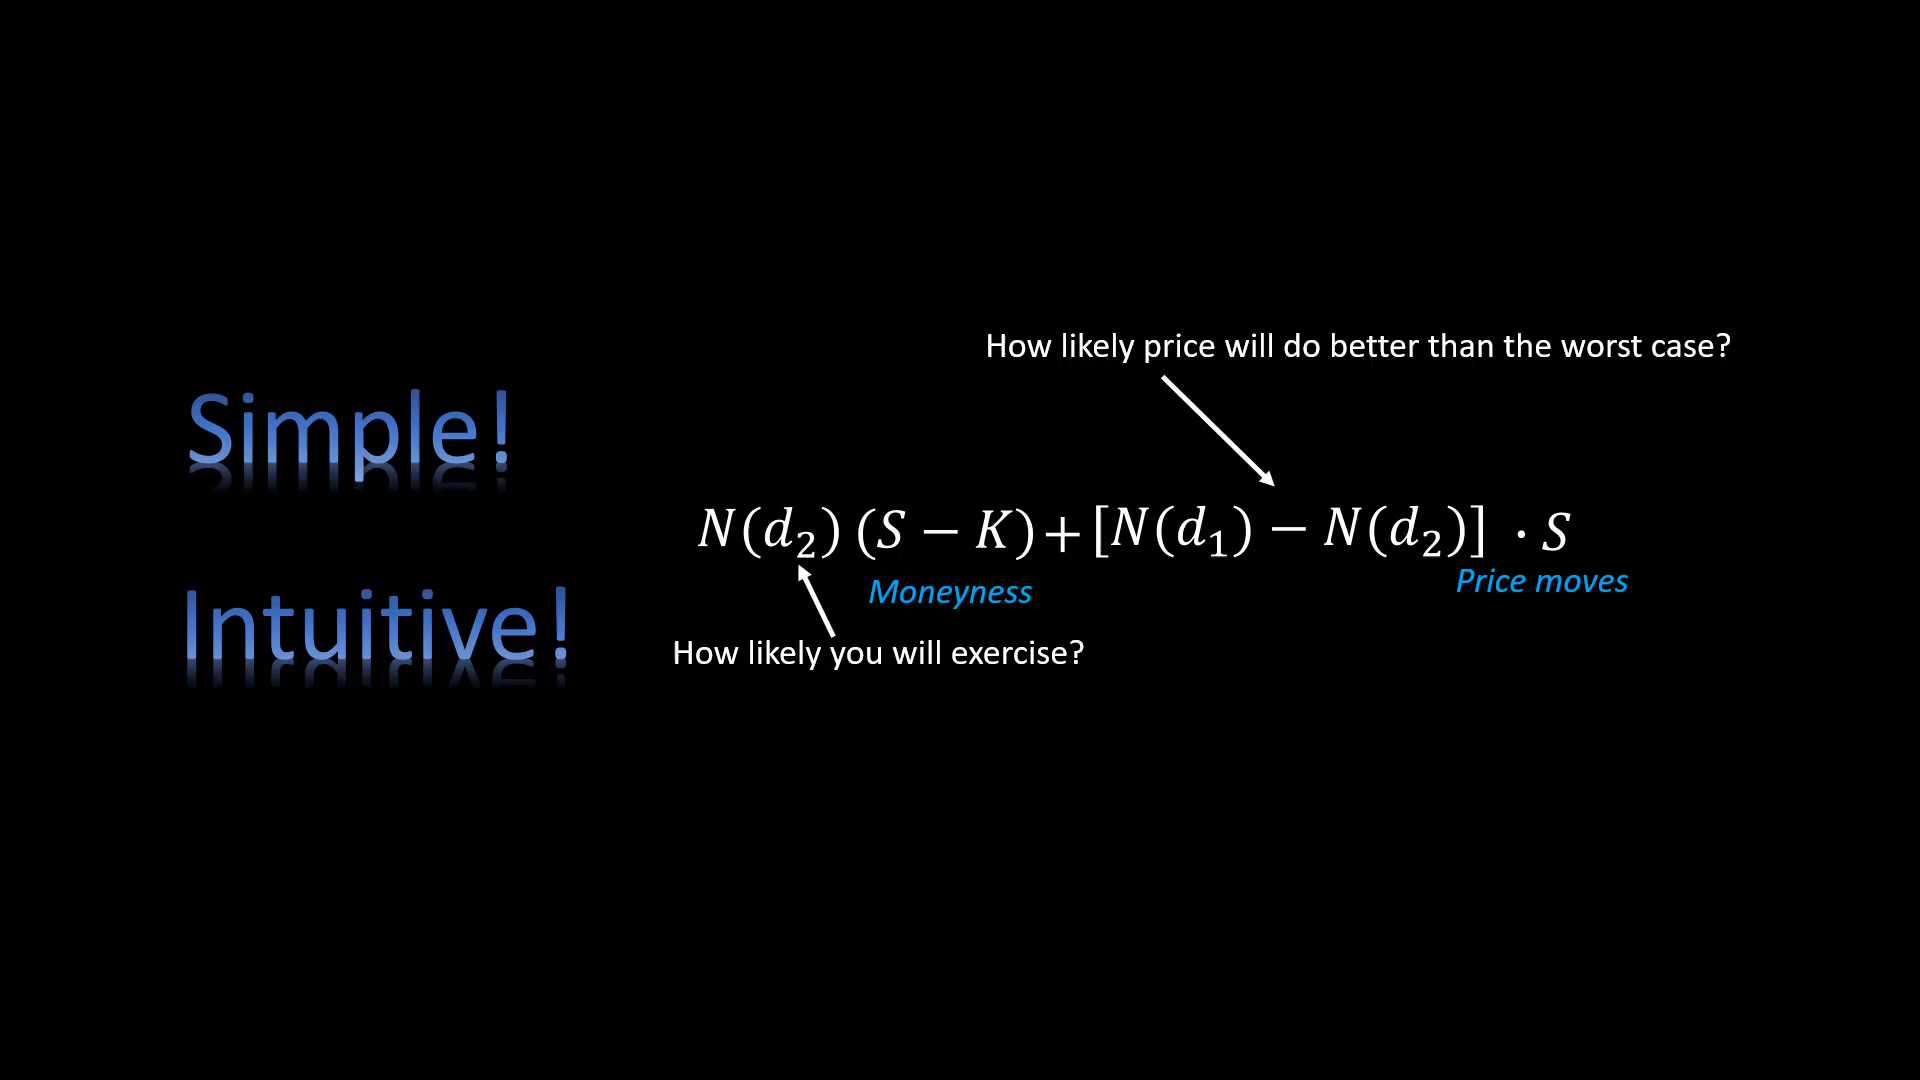 Simple!
Intuitive!
How likely price will do better than the worst case?
N(d₂) (S − K) + [N(d₁) − N(d₂)] · S
Moneyness
Price moves
How likely you will exercise?